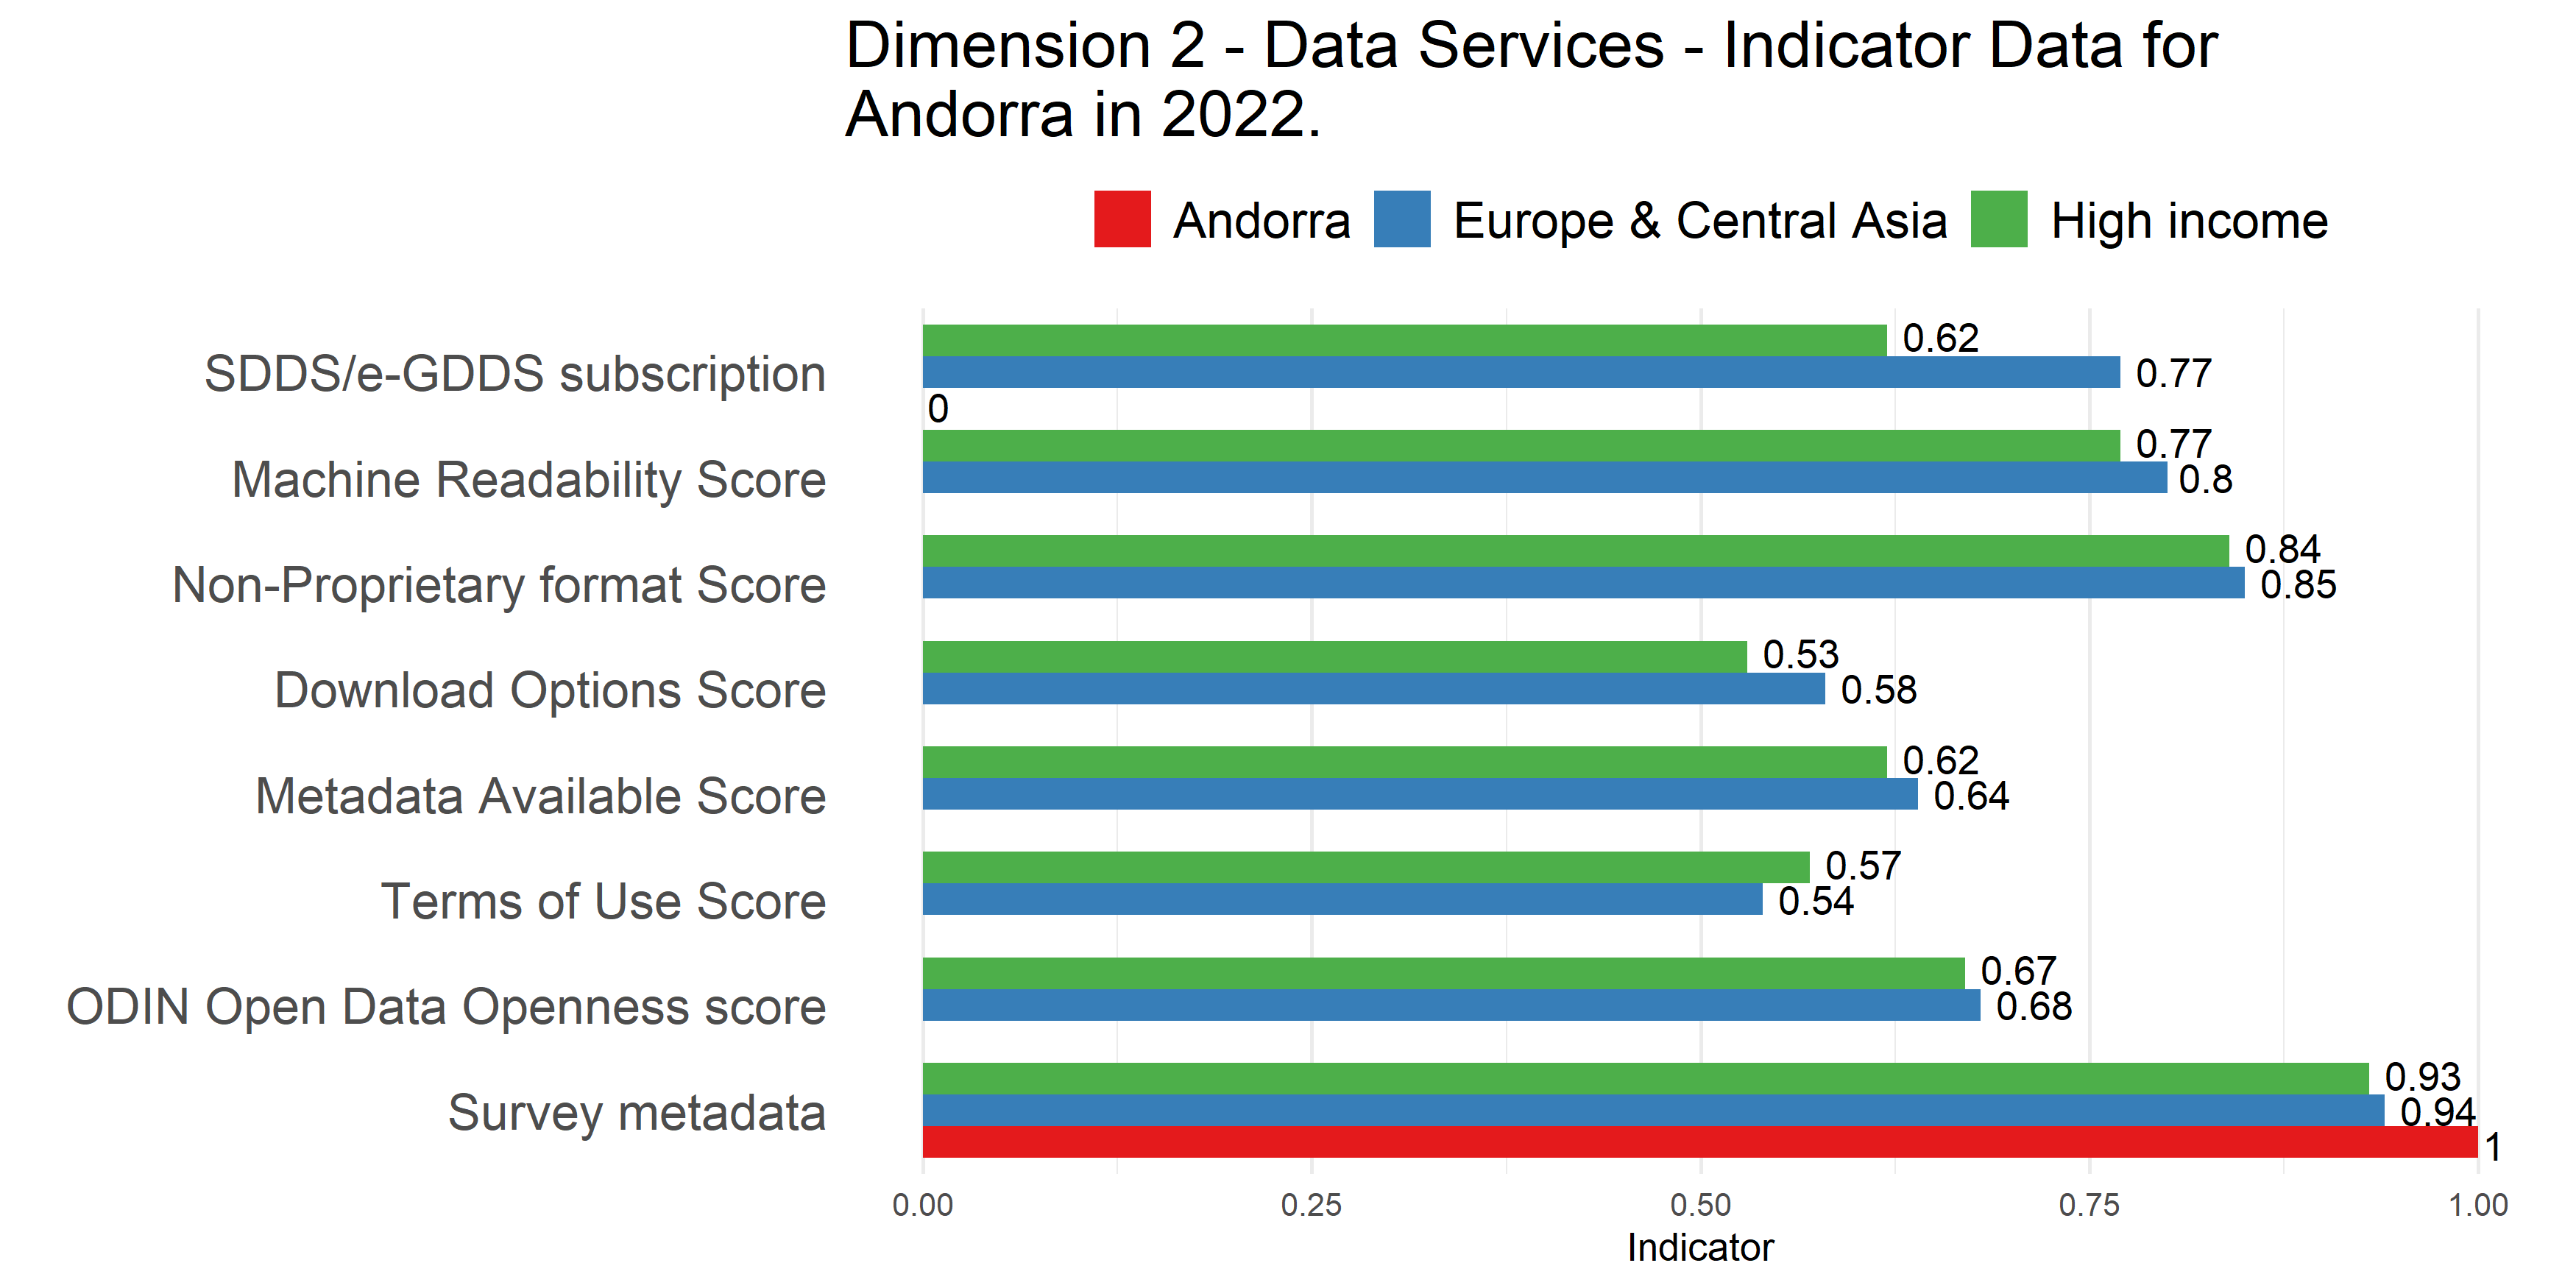 Dimension 2 - Data Services - Indicator Data for
Andorra in 2022.
Andorra Europe & Central Asia High income
SDDS/e-GDDS subscription
0.62
0.77
0
Machine Readability Score
0.77
0.8
Non-Proprietary format Score
0.84
0.85
Download Options Score
0.53
0.58
Metadata Available Score
0.62
0.64
Terms of Use Score
0.57
0.54
ODIN Open Data Openness score
0.67
0.68
Survey metadata
0.93
0.94
1
0.00 0.25 0.50 0.75 1.00
Indicator